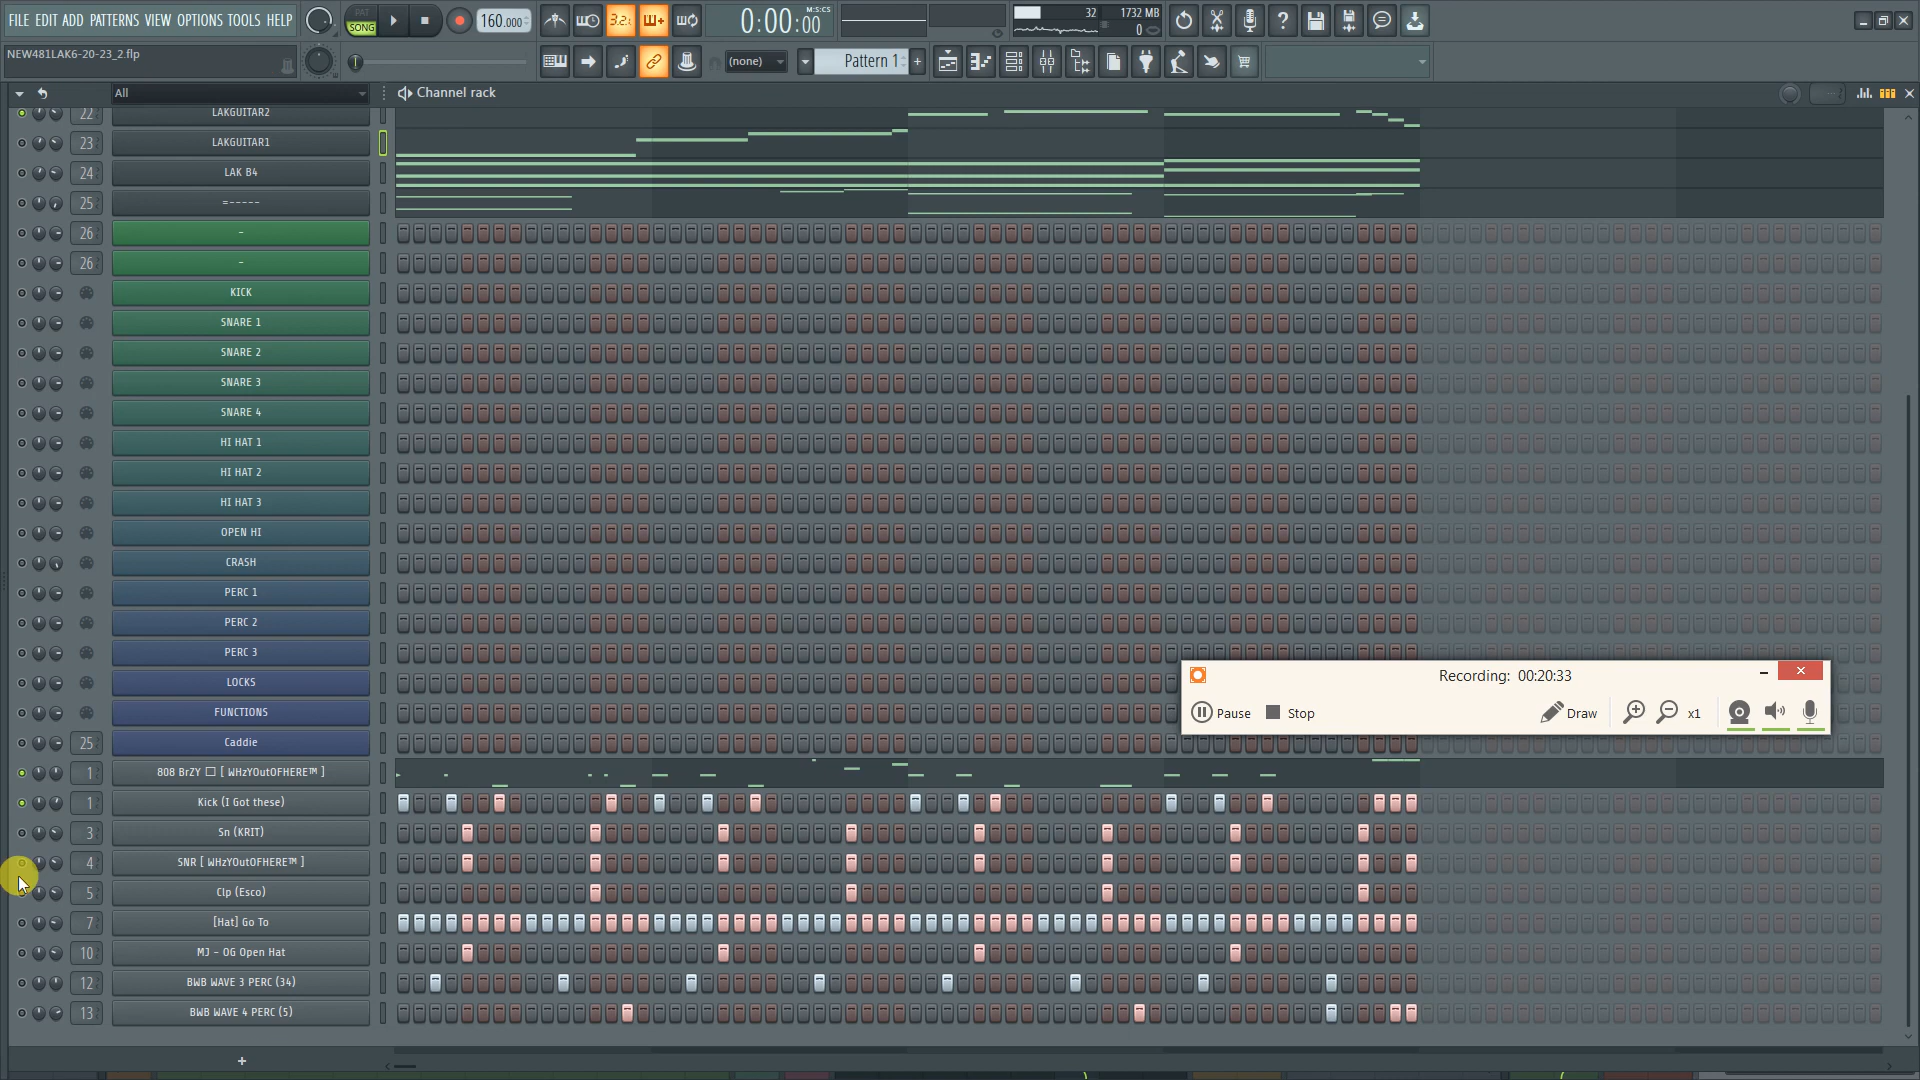 FILE EDIT ADD PATTERNS VIEW OPTIONS TOOLS HELP
PAT
SONG
160.000
3.2.
0:00:00
M:S:CS
32
1732 MB
0
NEW481LAK6-20-23_2.flp
(none)
Pattern 1
+
All
Channel rack
22 LAKGUITAR2
23 LAKGUITAR1
24 LAK B4
25 =-----
26 -
26 -
KICK
SNARE 1
SNARE 2
SNARE 3
SNARE 4
HI HAT 1
HI HAT 2
HI HAT 3
OPEN HI
CRASH
PERC 1
PERC 2
PERC 3
LOCKS
FUNCTIONS
25 Caddie
1 808 BrZY □ [ WHzYOutOFHERE™ ]
1 Kick (I Got these)
3 Sn (KRIT)
4 SNR [ WHzYOutOFHERE™ ]
5 Clp (Esco)
7 [Hat] Go To
10 MJ - OG Open Hat
12 BWB WAVE 3 PERC (34)
13 BWB WAVE 4 PERC (5)
+
Recording: 00:20:33
Pause
Stop
Draw
x1